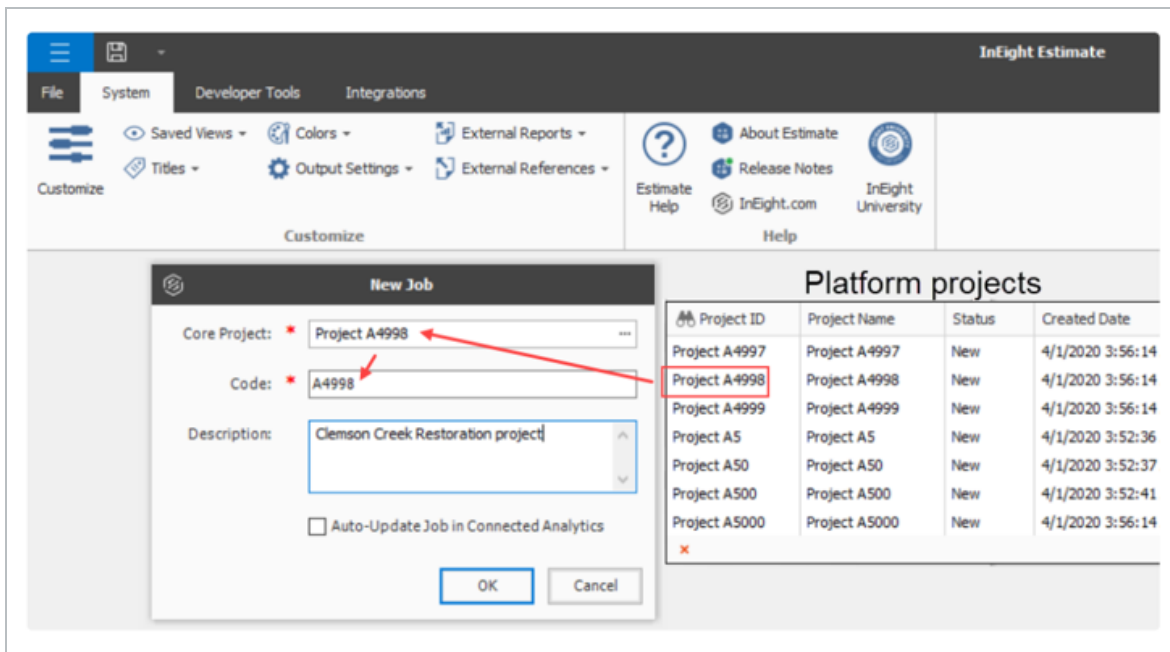 InEight Estimate
File System Developer Tools Integrations
Saved Views Colors External Reports About Estimate
Titles Output Settings External References Release Notes
Customize Estimate Help InEight.com InEight University
Customize Help
New Job Platform projects
Core Project: * Project A4998 ...
Code: * A4998
Description: Clemson Creek Restoration project
Auto-Update Job in Connected Analytics
OK Cancel
Project ID Project Name Status Created Date
Project A4997 Project A4997 New 4/1/2020 3:56:14
Project A4998 Project A4998 New 4/1/2020 3:56:14
Project A4999 Project A4999 New 4/1/2020 3:56:14
Project A5 Project A5 New 4/1/2020 3:52:36
Project A50 Project A50 New 4/1/2020 3:52:37
Project A500 Project A500 New 4/1/2020 3:52:41
Project A5000 Project A5000 New 4/1/2020 3:56:14